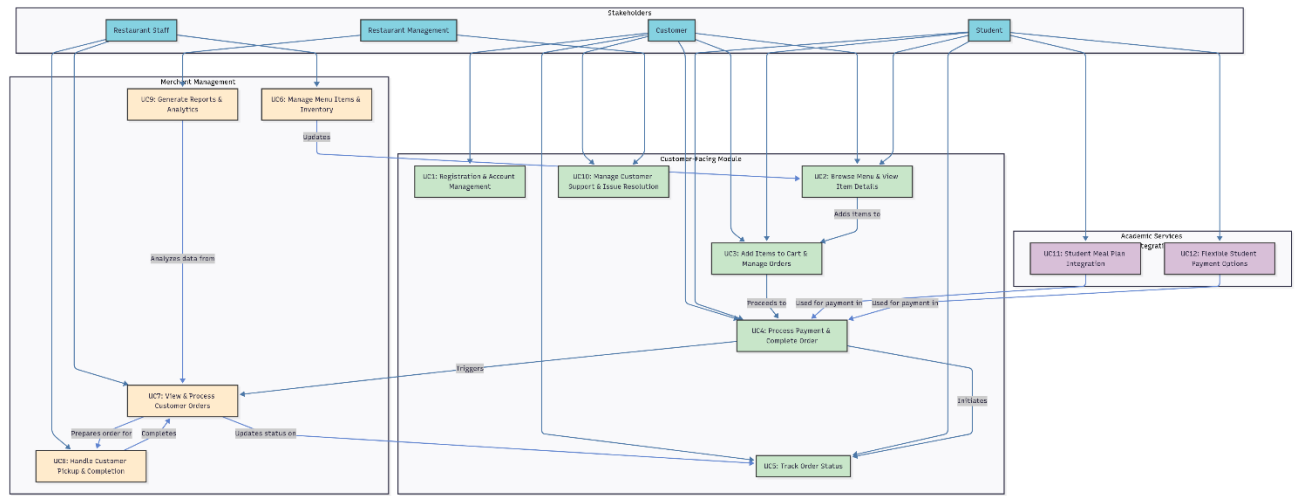 Stakeholders
Restaurant Staff
Restaurant Management
Customer
Student
Merchant Management
UC9: Generate Reports &
Analytics
UC6: Manage Menu Items &
Inventory
Updates
Customer-Facing Module
UC1: Registration & Account
Management
UC10: Manage Customer
Support & Issue Resolution
UC2: Browse Menu & View
Item Details
Adds items to
Academic Services
Integration
UC3: Add Items to Cart &
Manage Orders
UC11: Student Meal Plan
Integration
UC12: Flexible Student
Payment Options
Analyzes data from
Proceeds to
Used for payment in
Used for payment in
UC4: Process Payment &
Complete Order
Triggers
UC7: View & Process
Customer Orders
Initiates
Prepares order for
Completes
Updates status on
UC8: Handle Customer
Pickup & Completion
UC5: Track Order Status